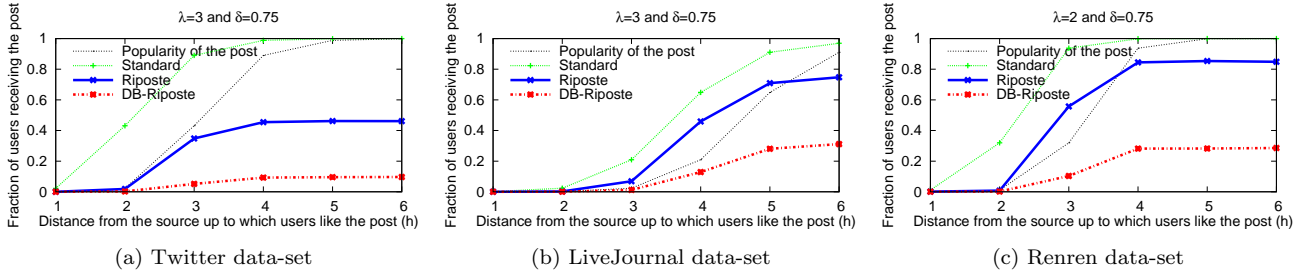 λ=3 and δ=0.75
Fraction of users receiving the post
1
0.8
0.6
0.4
0.2
0
Popularity of the post
Standard
Riposte
DB-Riposte
1 2 3 4 5 6
Distance from the source up to which users like the post (h)
(a) Twitter data-set
λ=3 and δ=0.75
Fraction of users receiving the post
1
0.8
0.6
0.4
0.2
0
Popularity of the post
Standard
Riposte
DB-Riposte
1 2 3 4 5 6
Distance from the source up to which users like the post (h)
(b) LiveJournal data-set
λ=2 and δ=0.75
Fraction of users receiving the post
1
0.8
0.6
0.4
0.2
0
Popularity of the post
Standard
Riposte
DB-Riposte
1 2 3 4 5 6
Distance from the source up to which users like the post (h)
(c) Renren data-set